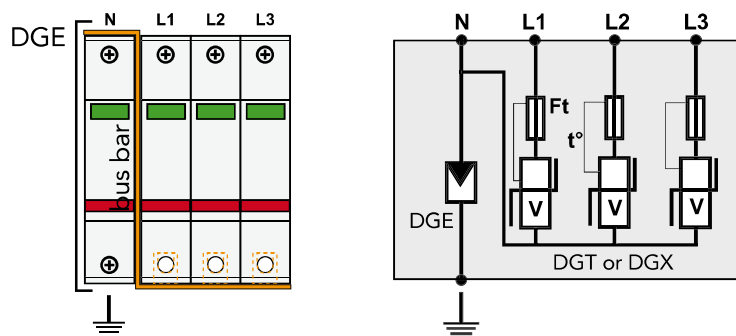 DGE
N L1 L2 L3
bus bar
N L1 L2 L3
Ft
t°
V V V
DGE
DGT or DGX